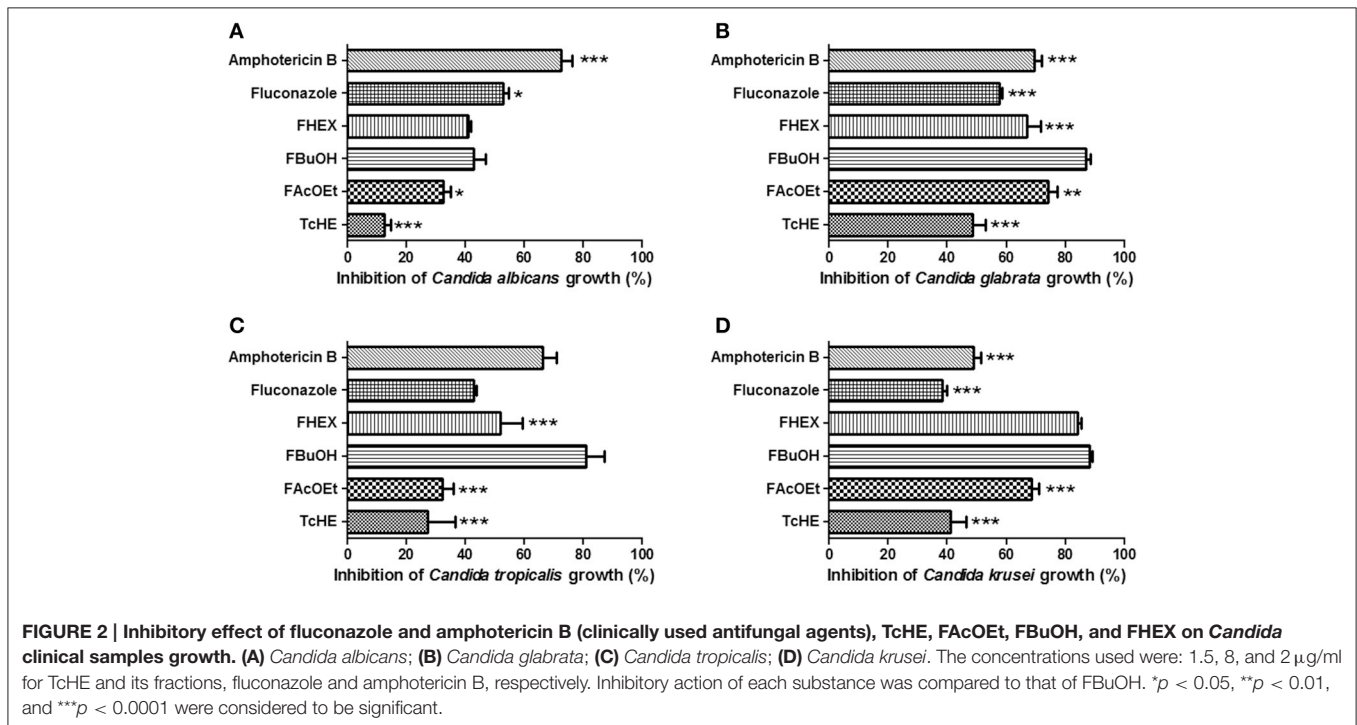 A
Amphotericin B
***
Fluconazole
*
FHEX
FBuOH
FAcOEt
*
TcHE
***
0 20 40 60 80 100
Inhibition of Candida albicans growth (%)
B
Amphotericin B
***
Fluconazole
***
FHEX
***
FBuOH
FAcOEt
**
TcHE
***
0 20 40 60 80 100
Inhibition of Candida glabrata growth (%)
C
Amphotericin B
Fluconazole
FHEX
***
FBuOH
FAcOEt
***
TcHE
***
0 20 40 60 80 100
Inhibition of Candida tropicalis growth (%)
D
Amphotericin B
***
Fluconazole
***
FHEX
FBuOH
FAcOEt
***
TcHE
***
0 20 40 60 80 100
Inhibition of Candida krusei growth (%)
FIGURE 2 | Inhibitory effect of fluconazole and amphotericin B (clinically used antifungal agents), TcHE, FAcOEt, FBuOH, and FHEX on Candida
clinical samples growth. (A) Candida albicans; (B) Candida glabrata; (C) Candida tropicalis; (D) Candida krusei. The concentrations used were: 1.5, 8, and 2 μg/ml
for TcHE and its fractions, fluconazole and amphotericin B, respectively. Inhibitory action of each substance was compared to that of FBuOH. *p < 0.05, **p < 0.01,
and ***p < 0.0001 were considered to be significant.